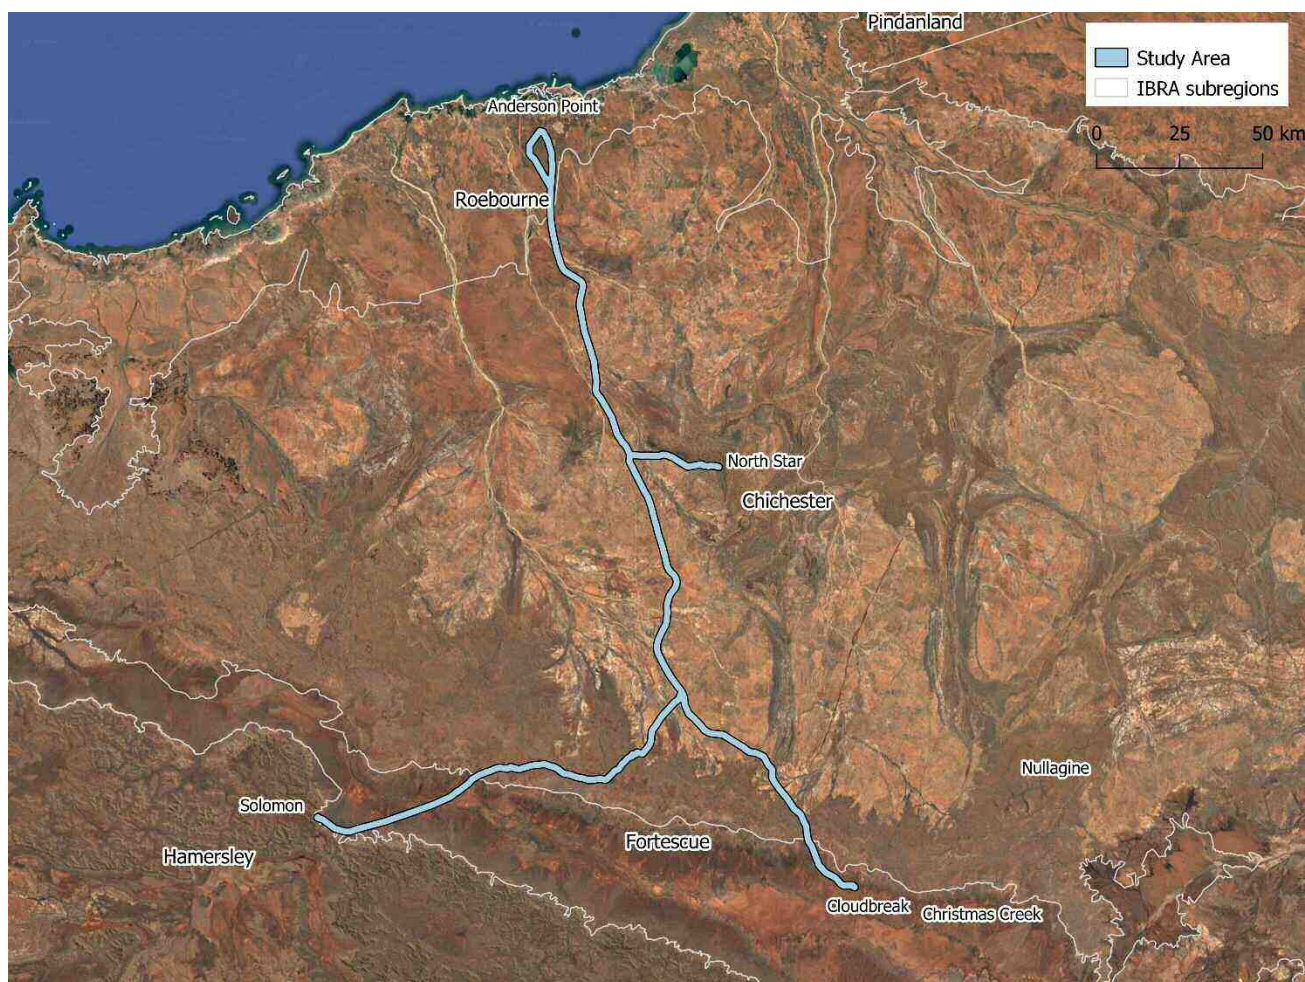 Pindanland
Study Area
IBRA subregions
0 25 50 km
Anderson Point
Roebourne
North Star
Chichester
Nullagine
Solomon
Fortescue
Hamersley
Cloudbreak
Christmas Creek